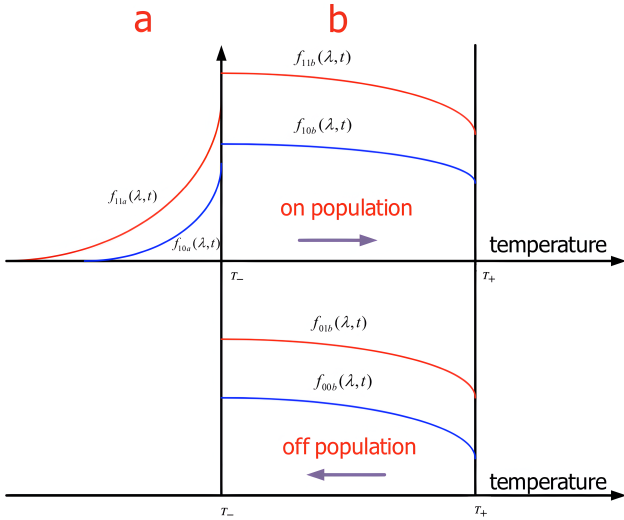 a b
f₁₁b(λ,t)
f₁₀b(λ,t)
f₁₁a(λ,t)
on population
f₁₀a(λ,t)
temperature
T₋ T₊
f₀₁b(λ,t)
f₀₀b(λ,t)
off population
temperature
T₋ T₊